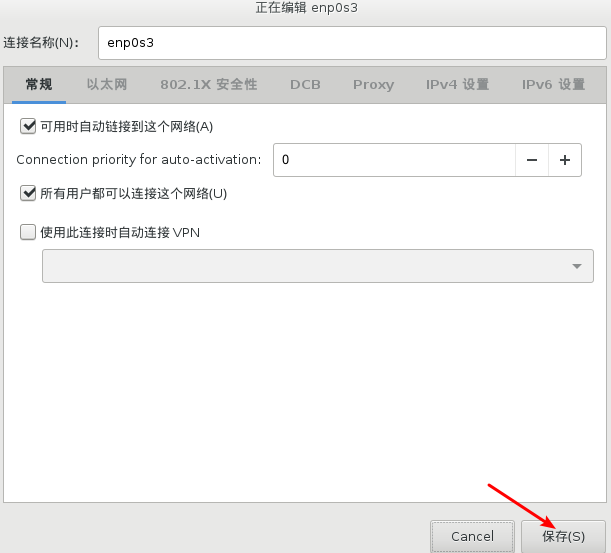 正在编辑 enp0s3
连接名称(N)： enp0s3
常规 以太网 802.1X 安全性 DCB Proxy IPv4 设置 IPv6 设置
可用时自动链接到这个网络(A)
Connection priority for auto-activation: 0 − +
所有用户都可以连接这个网络(U)
使用此连接时自动连接 VPN
Cancel 保存(S)